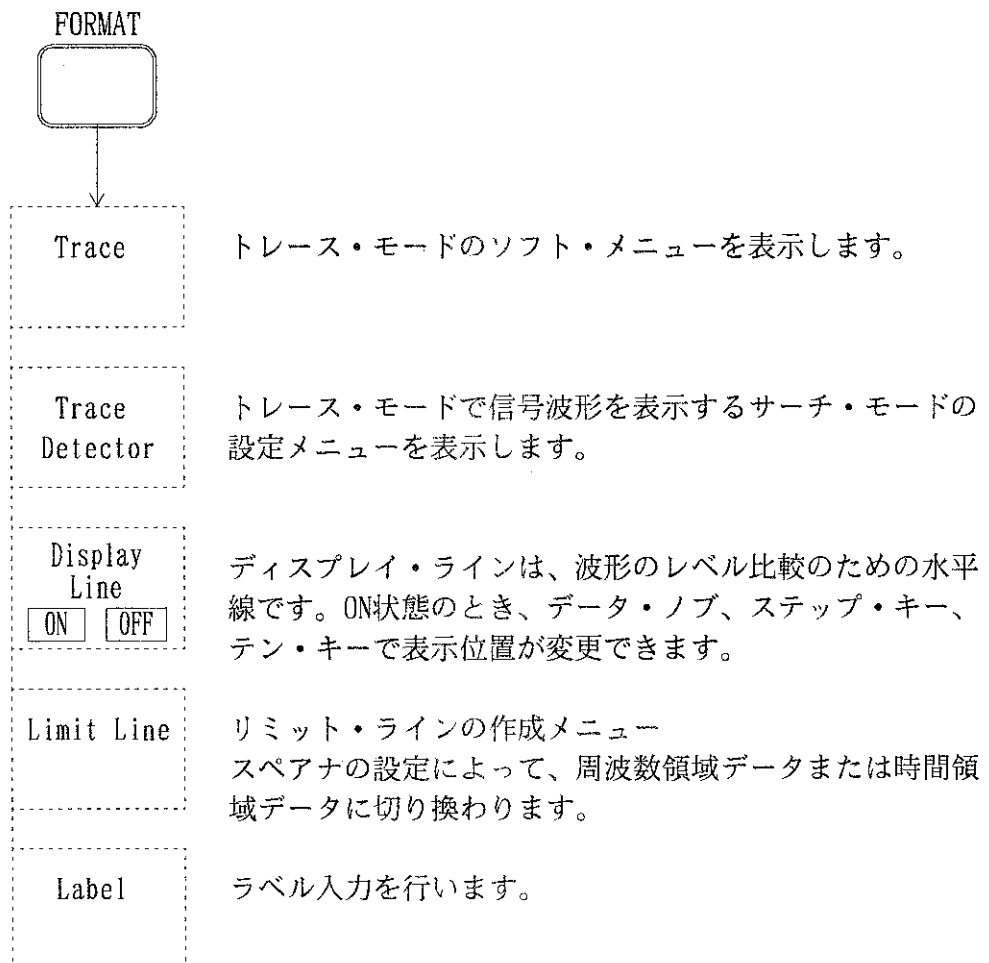 FORMAT
Trace
トレース・モードのソフト・メニューを表示します。
Trace
Detector
トレース・モードで信号波形を表示するサーチ・モードの
設定メニューを表示します。
Display
Line
ON OFF
ディスプレイ・ラインは、波形のレベル比較のための水平
線です。ON状態のとき、データ・ノブ、ステップ・キー、
テン・キーで表示位置が変更できます。
Limit Line
リミット・ラインの作成メニュー
スペアナの設定によって、周波数領域データまたは時間領
域データに切り換わります。
Label
ラベル入力を行います。